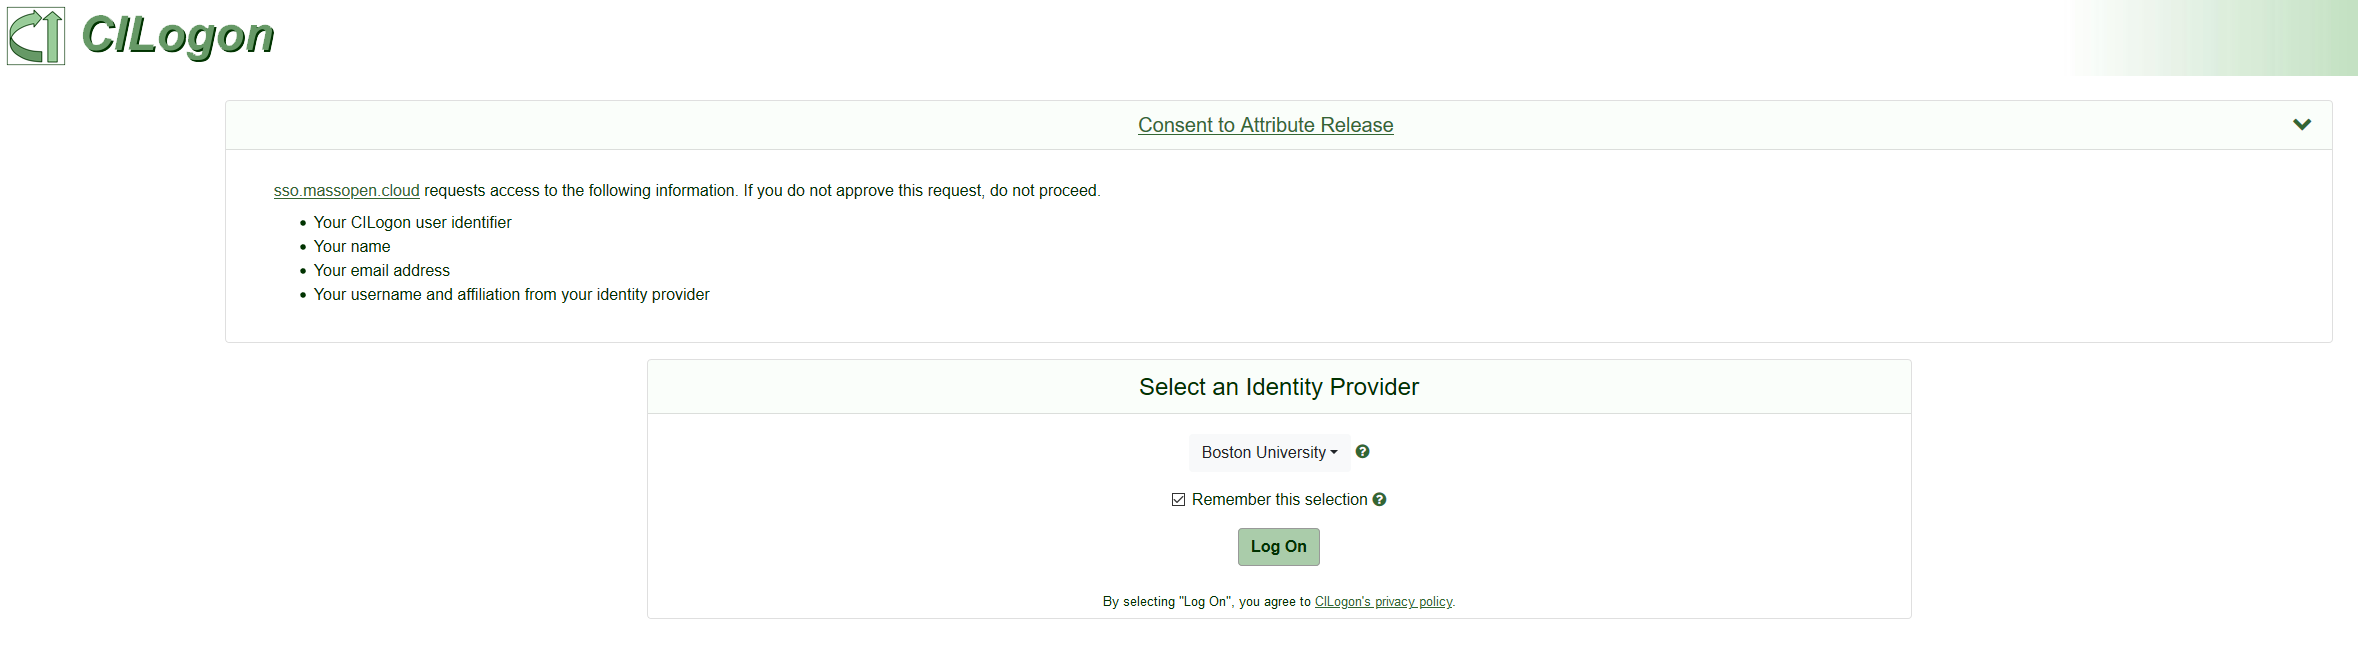 CILogon
Consent to Attribute Release
sso.massopen.cloud requests access to the following information. If you do not approve this request, do not proceed.
• Your CILogon user identifier
• Your name
• Your email address
• Your username and affiliation from your identity provider
Select an Identity Provider
Boston University
Remember this selection
Log On
By selecting "Log On", you agree to CILogon's privacy policy.